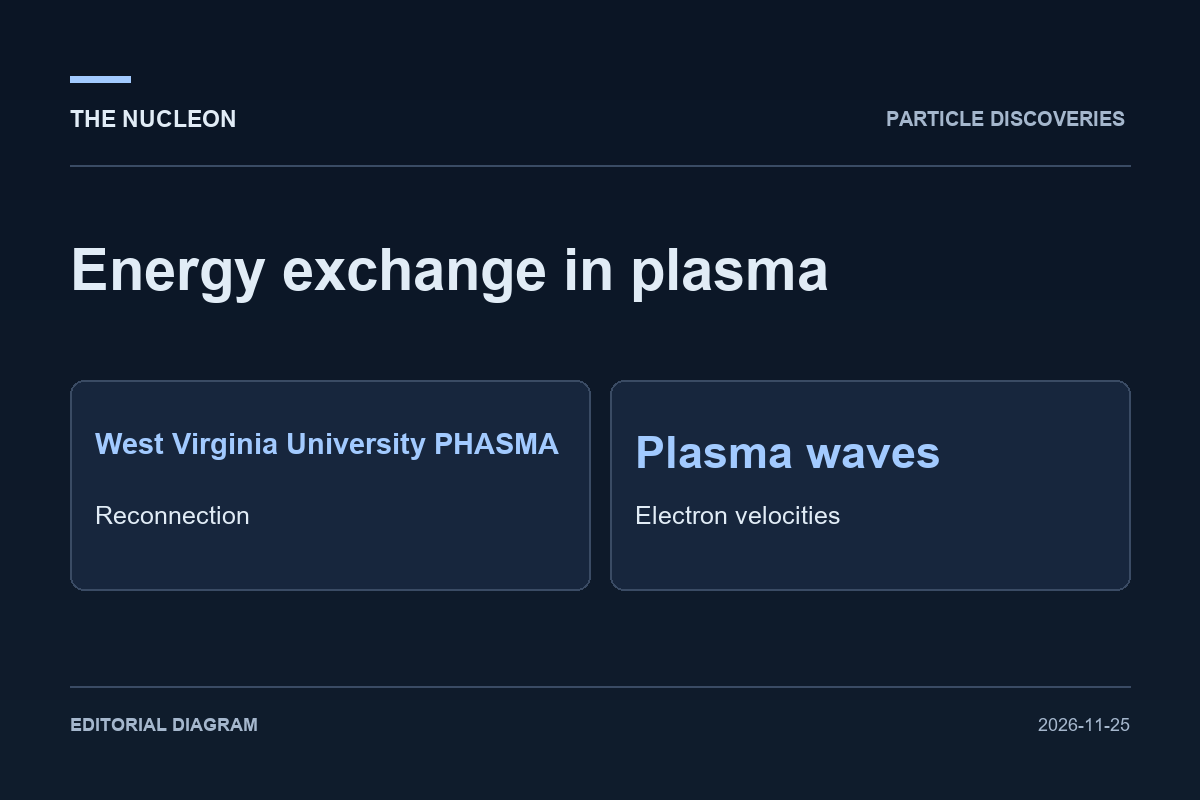 THE NUCLEON
PARTICLE DISCOVERIES
Energy exchange in plasma
West Virginia University PHASMA
Reconnection
Plasma waves
Electron velocities
EDITORIAL DIAGRAM
2026-11-25